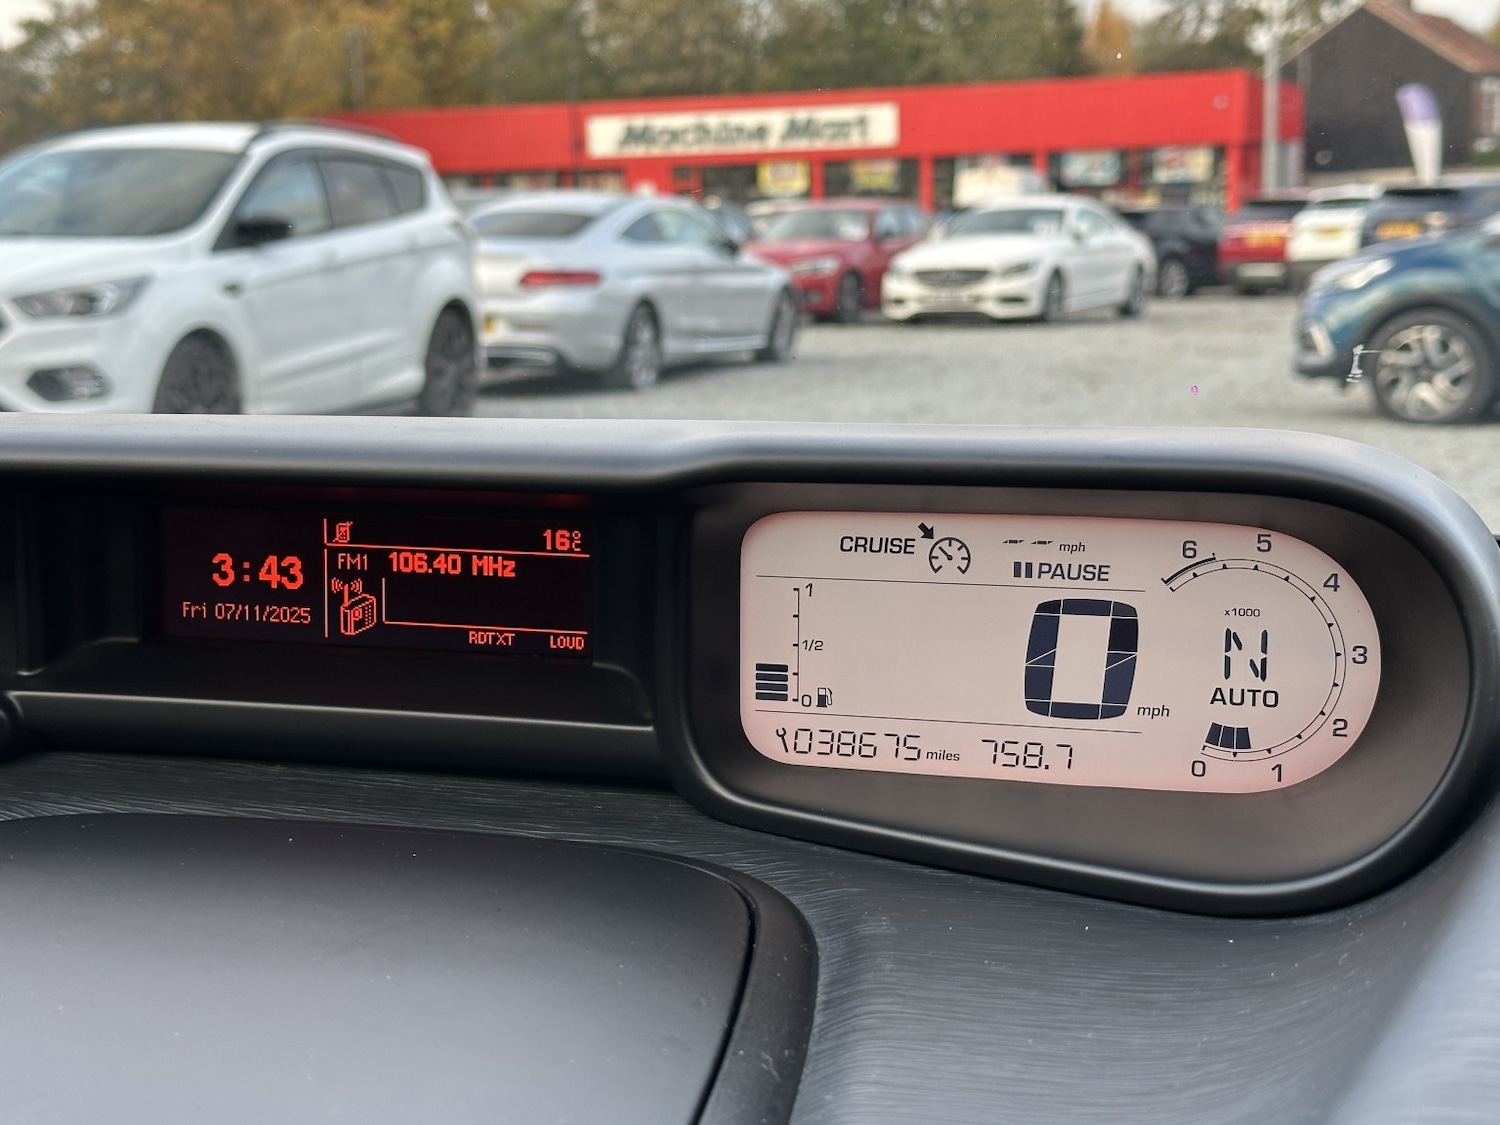 Machine Mart
16°C
FM1 106.40 MHz
3:43
Fri 07/11/2025
RDTXT LOUD
CRUISE --- mph
PAUSE
1
1/2
0
0 mph
038675 miles 758.7
6
5
4
3
2
1
0
x1000
N
AUTO